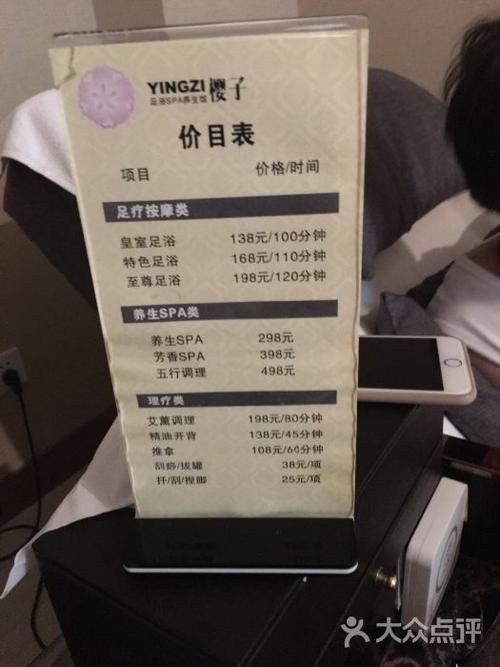 YINGZI樱子
足浴SPA养生馆
价目表
项目 价格/时间
足疗按摩类
皇室足浴 138元/100分钟
特色足浴 168元/110分钟
至尊足浴 198元/120分钟
养生SPA类
养生SPA 298元
芳香SPA 398元
五行调理 498元
理疗类
艾薰调理 198元/80分钟
精油开背 138元/45分钟
推拿 108元/60分钟
刮痧/拔罐 38元/项
扦/刮/捏脚 25元/项
大众点评